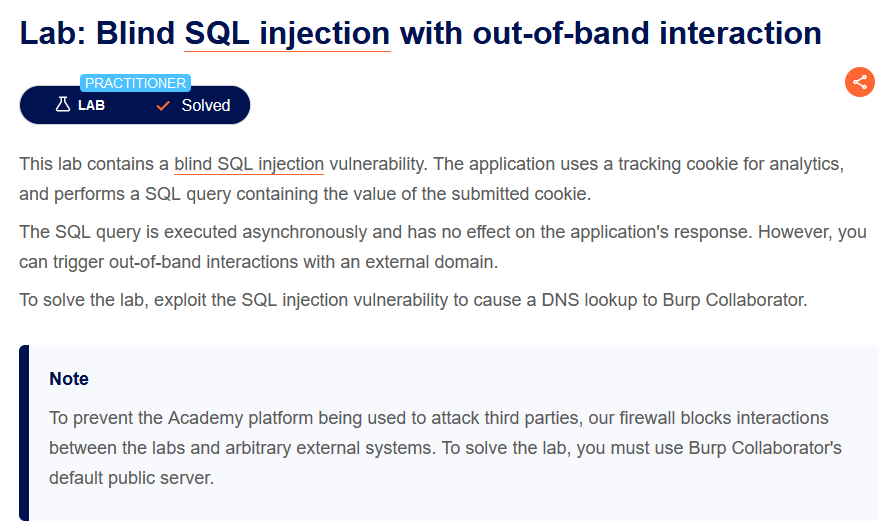 Lab: Blind SQL injection with out-of-band interaction
PRACTITIONER
LAB Solved
This lab contains a blind SQL injection vulnerability. The application uses a tracking cookie for analytics,
and performs a SQL query containing the value of the submitted cookie.
The SQL query is executed asynchronously and has no effect on the application's response. However, you
can trigger out-of-band interactions with an external domain.
To solve the lab, exploit the SQL injection vulnerability to cause a DNS lookup to Burp Collaborator.
Note
To prevent the Academy platform being used to attack third parties, our firewall blocks interactions
between the labs and arbitrary external systems. To solve the lab, you must use Burp Collaborator's
default public server.